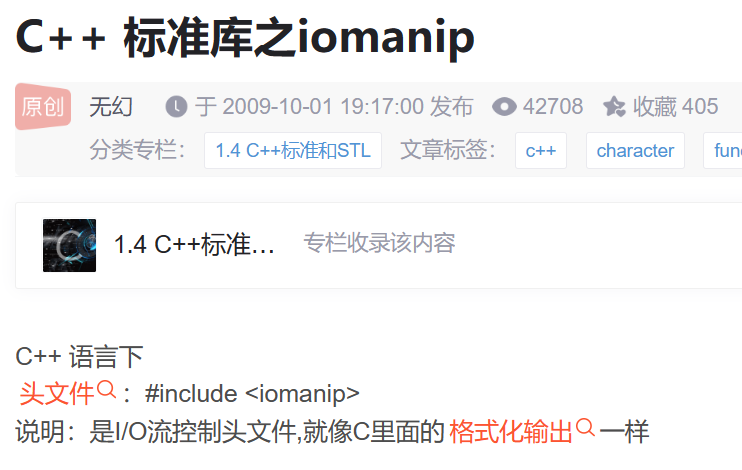 C++ 标准库之iomanip
原创 无幻 于 2009-10-01 19:17:00 发布 42708 收藏 405
分类专栏： 1.4 C++标准和STL 文章标签： c++ character func
1.4 C++标准... 专栏收录该内容
C++ 语言下
头文件：#include <iomanip>
说明：是I/O流控制头文件,就像C里面的格式化输出一样